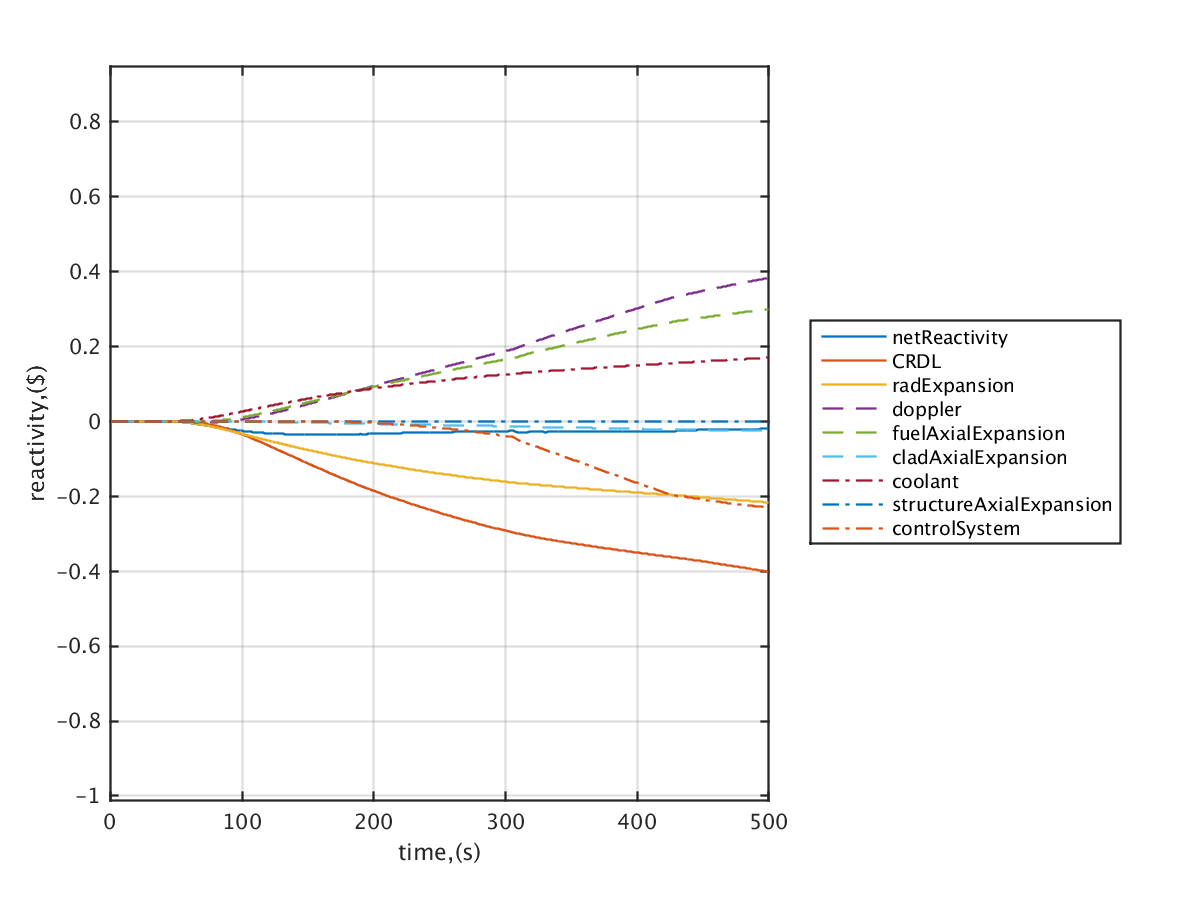 0.8
0.6
0.4
0.2
0
−0.2
−0.4
−0.6
−0.8
−1
reactivity,($)
0 100 200 300 400 500
time,(s)
netReactivity
CRDL
radExpansion
doppler
fuelAxialExpansion
cladAxialExpansion
coolant
structureAxialExpansion
controlSystem